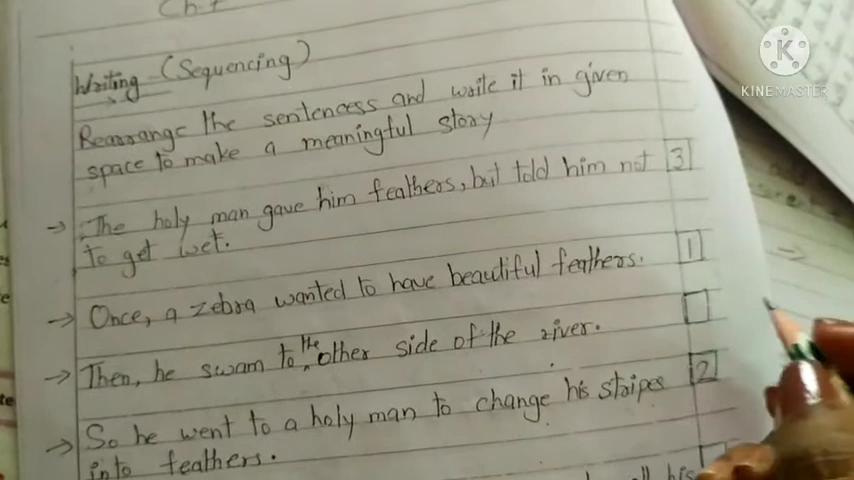 Ch.
KINEMASTER
Writing (Sequencing)
Rearrange the sentencess and write it in given
space to make a meaningful story
→ The holy man gave him feathers, but told him not 3
to get wet.
→ Once, a zebra wanted to have beautiful feathers. 1
→ Then, he swam to the other side of the river.
→ So he went to a holy man to change his stripes 2
into feathers.
his